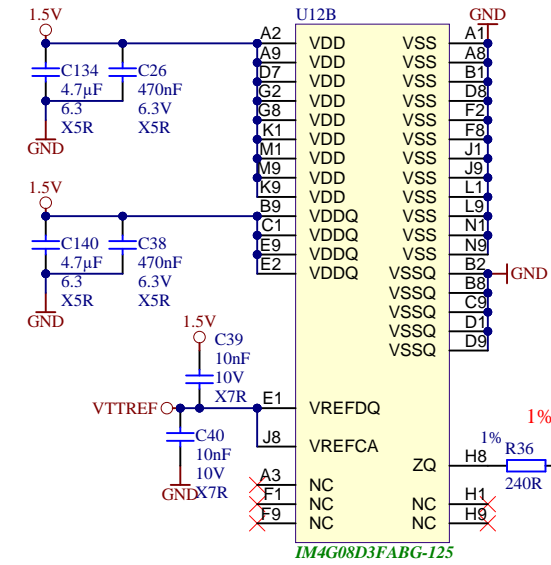 U12B
GND
1.5V
C134
4.7µF
6.3
X5R
C26
470nF
6.3V
X5R
GND
1.5V
C140
4.7µF
6.3
X5R
C38
470nF
6.3V
X5R
GND
1.5V
C39
10nF
10V
X7R
VTTREF
C40
10nF
10V
X7R
GND
A2 VDD
A9 VDD
D7 VDD
G2 VDD
G8 VDD
K1 VDD
M1 VDD
M9 VDD
K9 VDD
B9 VDDQ
C1 VDDQ
E9 VDDQ
E2 VDDQ
E1 VREFDQ
J8 VREFCA
A3 NC
F1 NC
F9 NC
VSS A1
VSS A8
VSS B1
VSS D8
VSS F2
VSS F8
VSS J1
VSS J9
VSS L1
VSS L9
VSS N1
VSS N9
VSSQ B2
VSSQ B8
VSSQ C9
VSSQ D1
VSSQ D9
GND
ZQ H8
NC H1
NC H9
1%
1%
R36
240R
IM4G08D3FABG-125